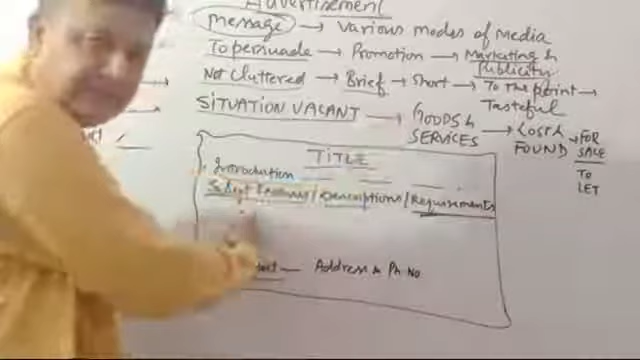 Advertisement
Message → Various modes of Media
To persuade → Promotion → Marketing & Publicity
Not Cluttered → Brief → Short → To the point → Tasteful
SITUATION VACANT → GOODS & SERVICES → LOST & FOUND → FOR SALE TO LET
TITLE
Introduction
Salient Features / Descriptions / Requirements
Address & Ph. No